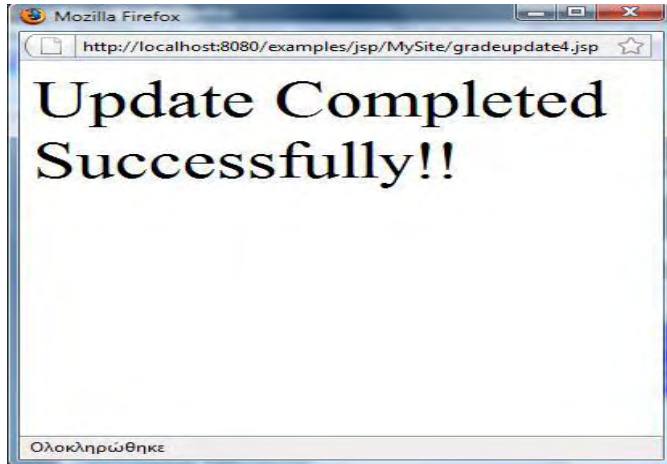 Mozilla Firefox
http://localhost:8080/examples/jsp/MySite/gradeupdate4.jsp
Update Completed
Successfully!!
Ολοκληρώθηκε